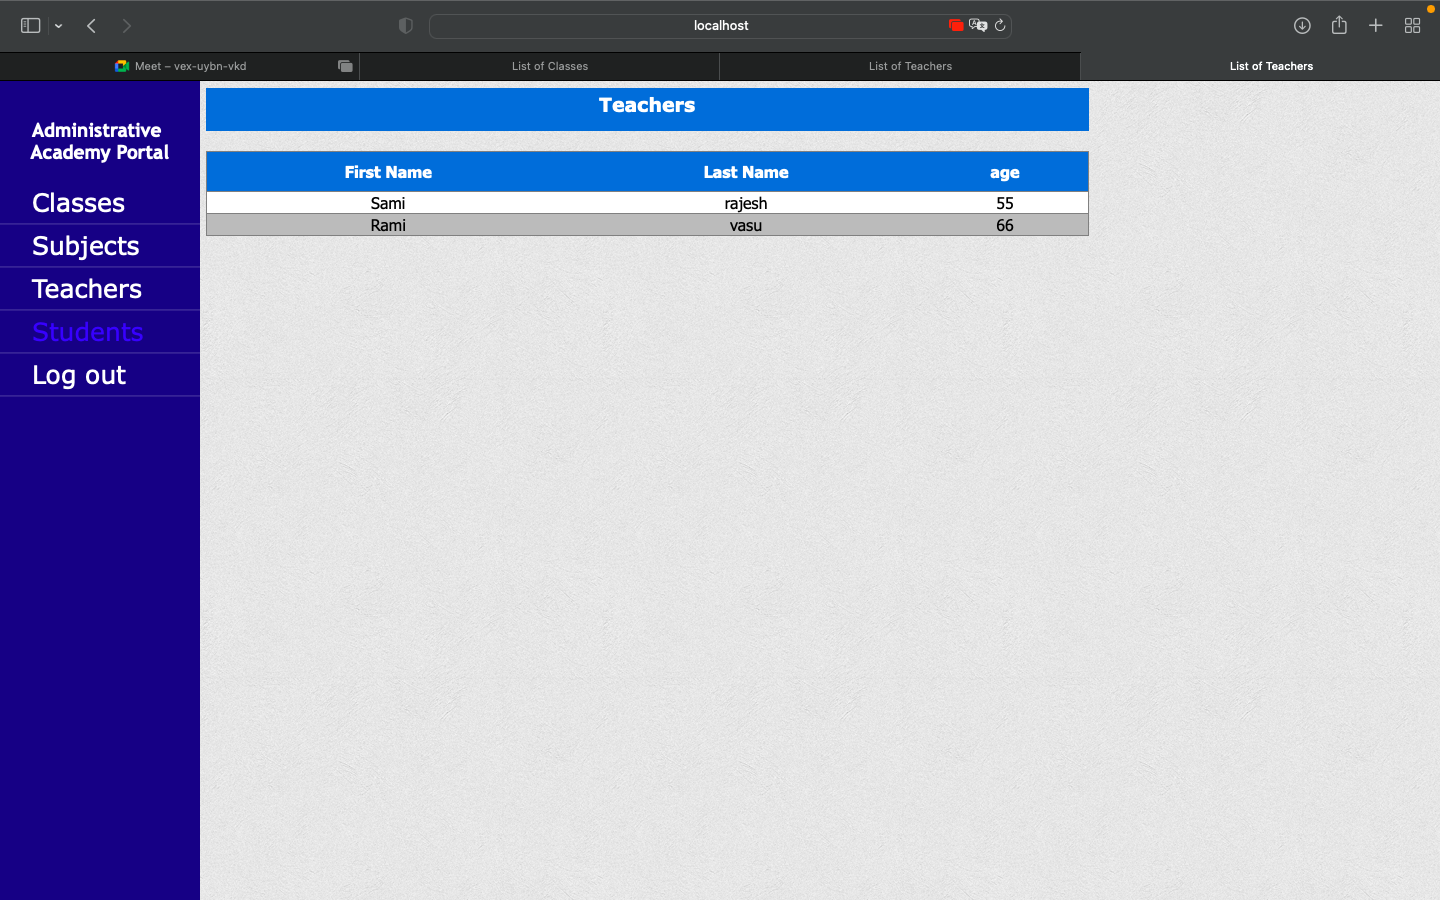 localhost
Meet – vex-uybn-vkd
List of Classes
List of Teachers
List of Teachers
Administrative
Academy Portal
Classes
Subjects
Teachers
Students
Log out
Teachers
First Name Last Name age
Sami rajesh 55
Rami vasu 66